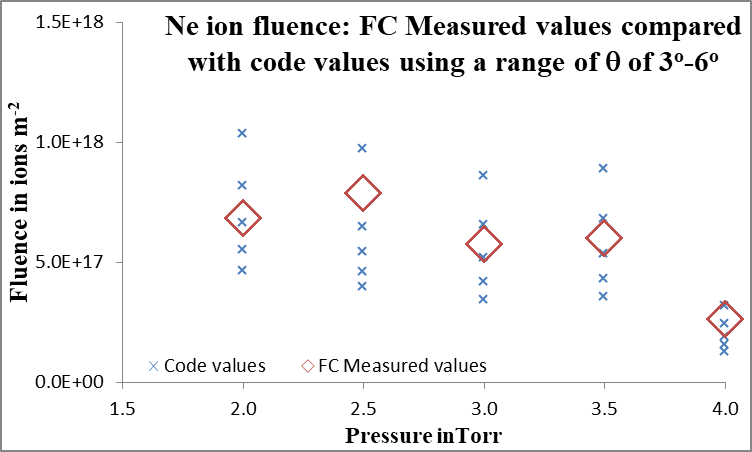 Ne ion fluence: FC Measured values compared
with code values using a range of θ of 3º-6º
1.5E+18
1.0E+18
5.0E+17
0.0E+00
Fluence in ions m-2
Code values
FC Measured values
1.5
2.0
2.5
3.0
3.5
4.0
Pressure inTorr